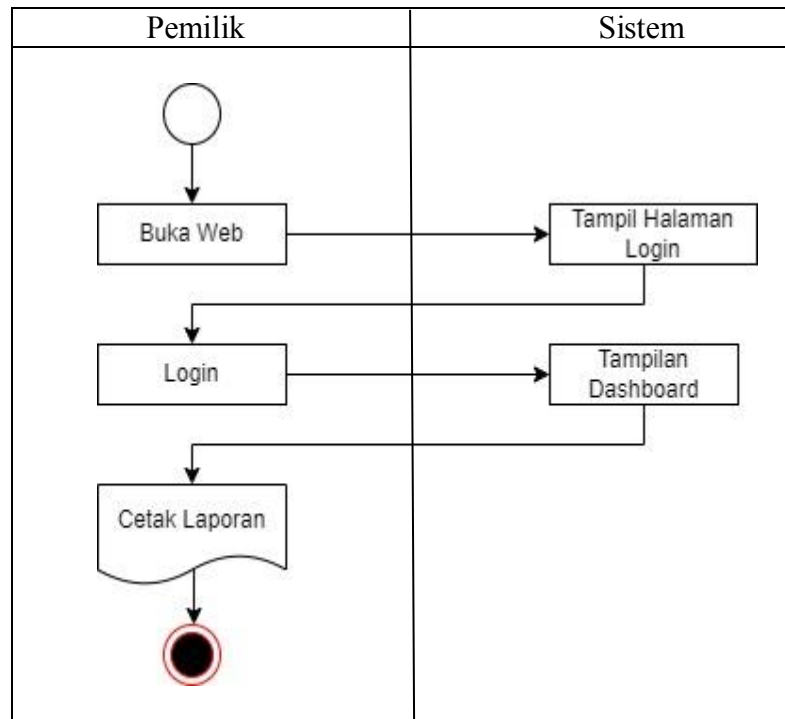 Pemilik
Sistem
Buka Web
Tampil Halaman
Login
Login
Tampilan
Dashboard
Cetak Laporan